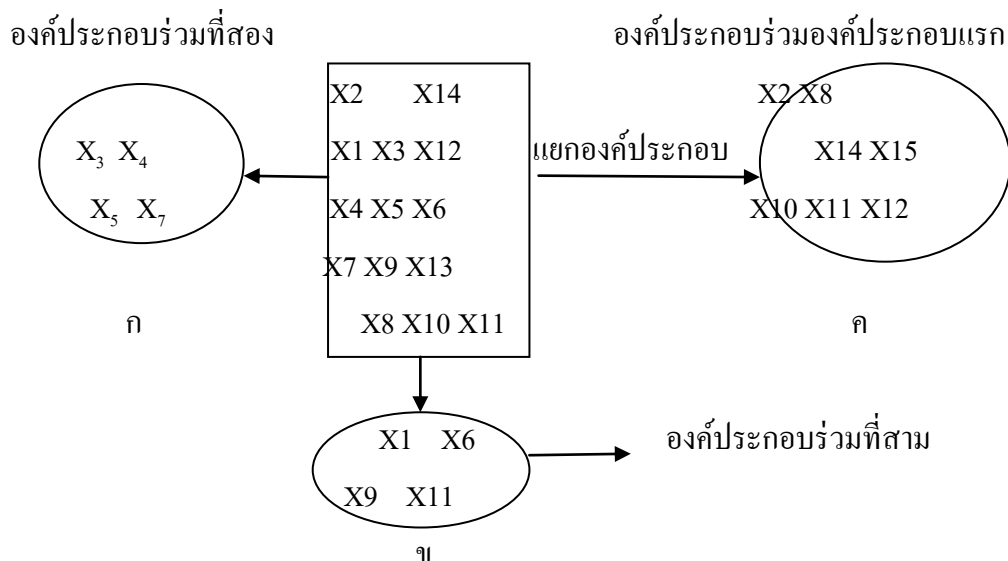 องค์ประกอบร่วมที่สอง
องค์ประกอบร่วมองค์ประกอบแรก
X3 X4
X5 X7
ก
X2 X14
X1 X3 X12
X4 X5 X6
X7 X9 X13
X8 X10 X11
แยกองค์ประกอบ
X2 X8
X14 X15
X10 X11 X12
ค
X1 X6
X9 X11
องค์ประกอบร่วมที่สาม
ข